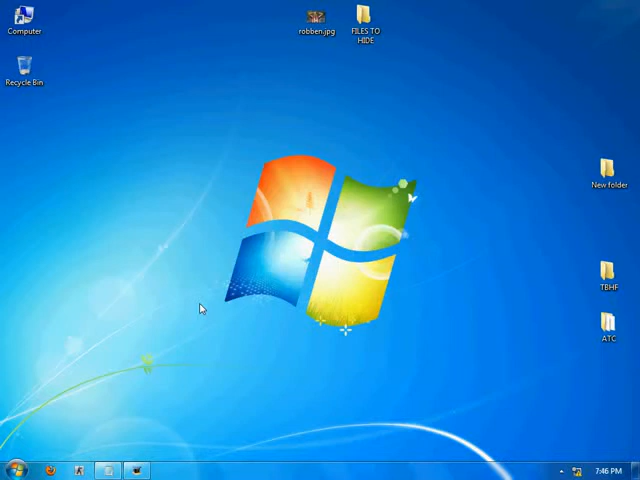 Computer
robben.jpg
FILES TO
HIDE
Recycle Bin
New folder
TBHF
ATC
7:46 PM